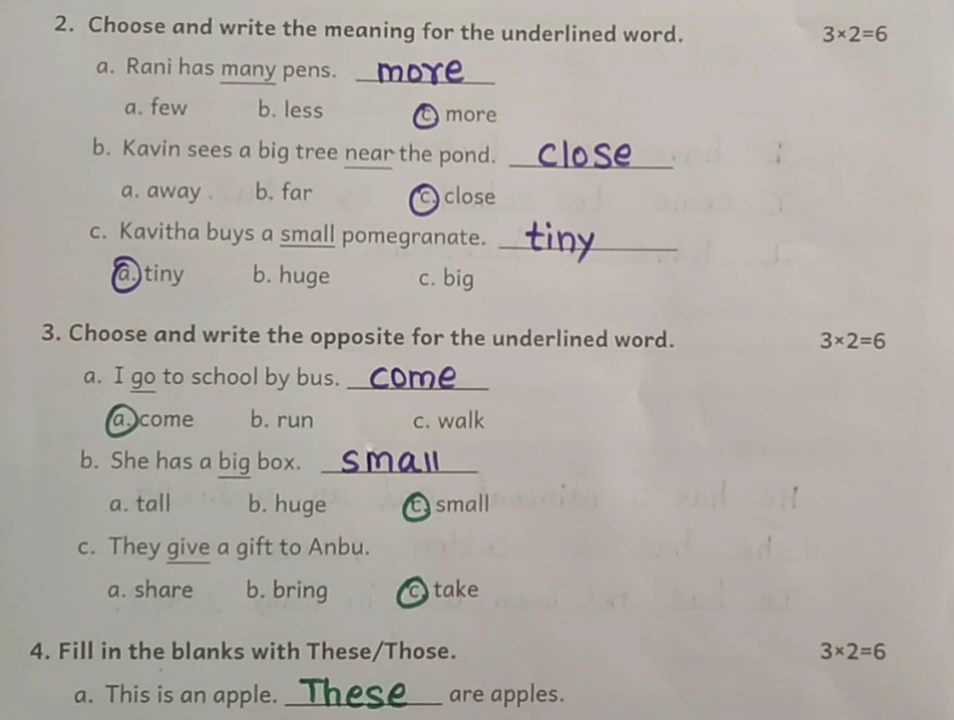 2. Choose and write the meaning for the underlined word. 3×2=6
a. Rani has many pens. more
a. few b. less c. more
b. Kavin sees a big tree near the pond. close
a. away . b. far c. close
c. Kavitha buys a small pomegranate. tiny
a. tiny b. huge c. big
3. Choose and write the opposite for the underlined word. 3×2=6
a. I go to school by bus. come
a. come b. run c. walk
b. She has a big box. small
a. tall b. huge c. small
c. They give a gift to Anbu.
a. share b. bring c. take
4. Fill in the blanks with These/Those. 3×2=6
a. This is an apple. These are apples.